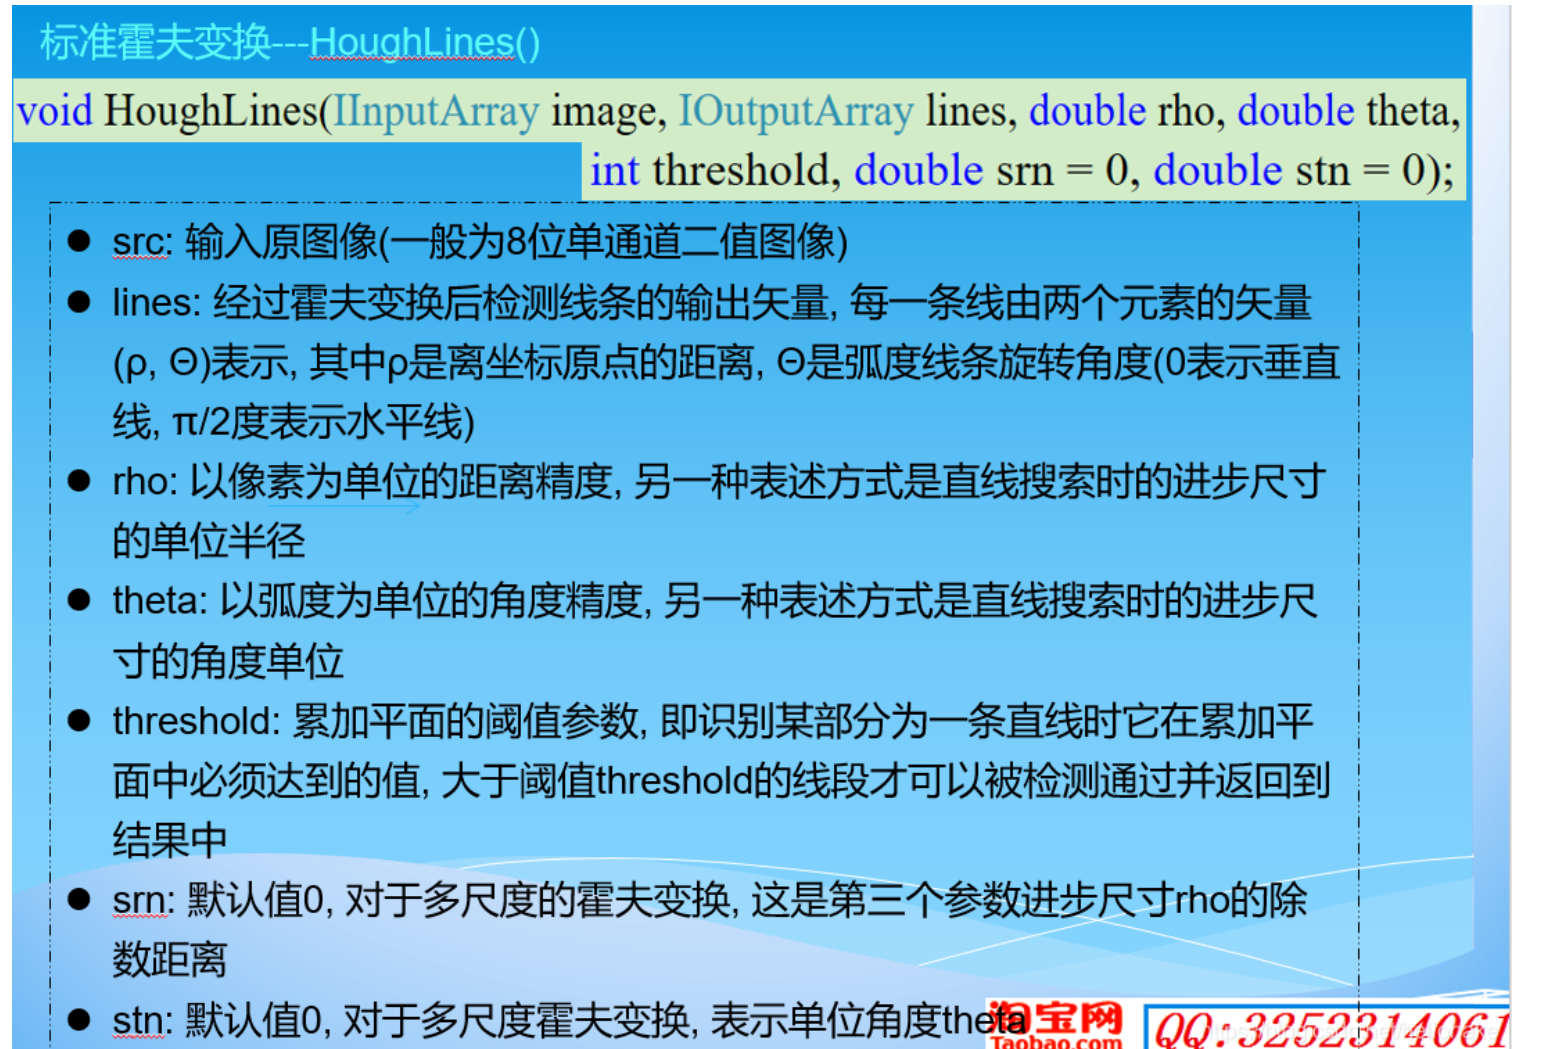 标准霍夫变换---HoughLines()
void HoughLines(IInputArray image, IOutputArray lines, double rho, double theta,
int threshold, double srn = 0, double stn = 0);
● src: 输入原图像(一般为8位单通道二值图像)
● lines: 经过霍夫变换后检测线条的输出矢量, 每一条线由两个元素的矢量
(ρ, Θ)表示, 其中ρ是离坐标原点的距离, Θ是弧度线条旋转角度(0表示垂直
线, π/2度表示水平线)
● rho: 以像素为单位的距离精度, 另一种表述方式是直线搜索时的进步尺寸
的单位半径
● theta: 以弧度为单位的角度精度, 另一种表述方式是直线搜索时的进步尺
寸的角度单位
● threshold: 累加平面的阈值参数, 即识别某部分为一条直线时它在累加平
面中必须达到的值, 大于阈值threshold的线段才可以被检测通过并返回到
结果中
● srn: 默认值0, 对于多尺度的霍夫变换, 这是第三个参数进步尺寸rho的除
数距离
● stn: 默认值0, 对于多尺度霍夫变换, 表示单位角度theta
淘宝网
Taobao.com
QQ:3252314061